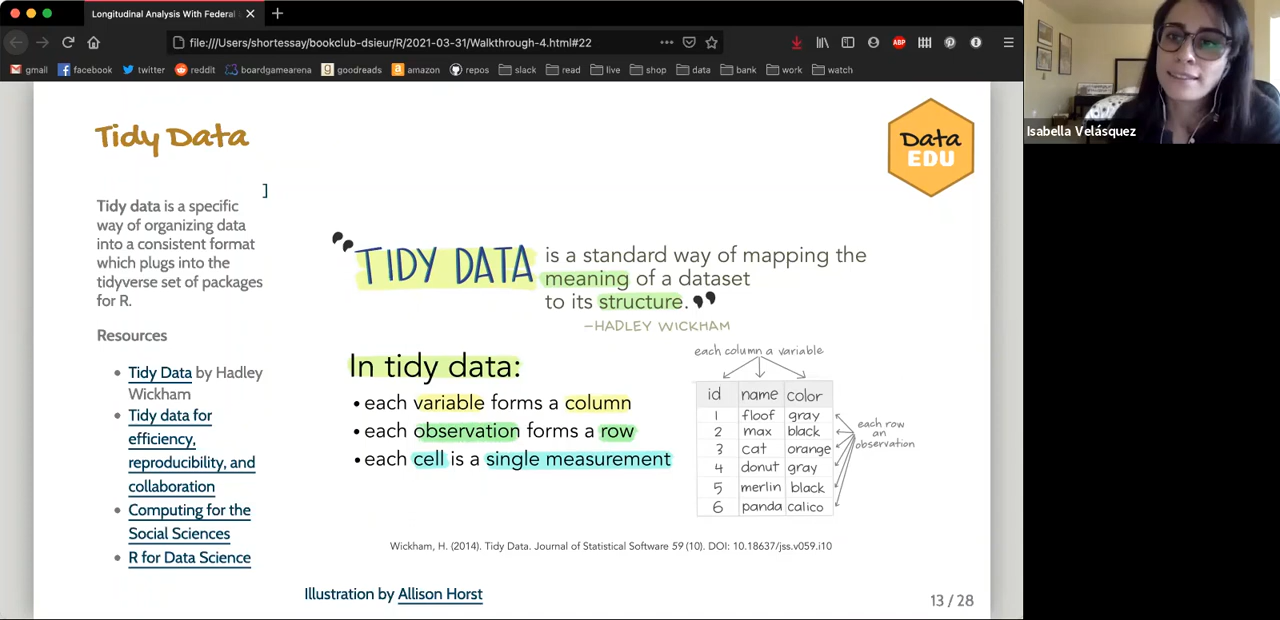 Longitudinal Analysis With Federal
file:///Users/shortessay/bookclub-dsieur/R/2021-03-31/Walkthrough-4.html#22
ABP
gmail facebook twitter reddit boardgamearena goodreads amazon repos slack read live shop data bank work watch
Isabella Velásquez
Tidy Data
Data
EDU
]
Tidy data is a specific
way of organizing data
into a consistent format
which plugs into the
tidyverse set of packages
for R.
Resources
• Tidy Data by Hadley
Wickham
• Tidy data for
efficiency,
reproducibility, and
collaboration
• Computing for the
Social Sciences
• R for Data Science
"TIDY DATA is a standard way of mapping the
meaning of a dataset
to its structure."
—HADLEY WICKHAM
In tidy data:
• each variable forms a column
• each observation forms a row
• each cell is a single measurement
each column a variable
id name color
1 floof gray
2 max black
3 cat orange
4 donut gray
5 merlin black
6 panda calico
each row
an
observation
Wickham, H. (2014). Tidy Data. Journal of Statistical Software 59 (10). DOI: 10.18637/jss.v059.i10
Illustration by Allison Horst
13 / 28